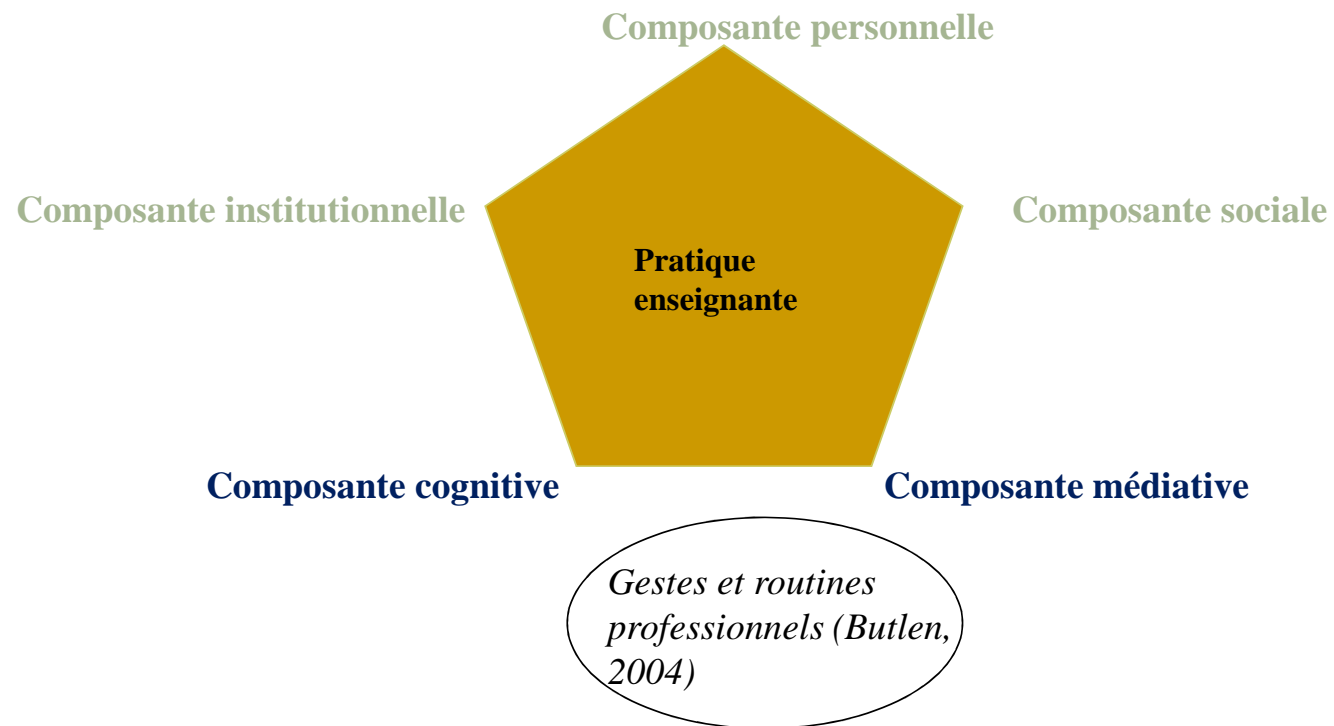 Composante personnelle
Composante institutionnelle
Composante sociale
Pratique
enseignante
Composante cognitive
Composante médiative
Gestes et routines
professionnels (Butlen,
2004)